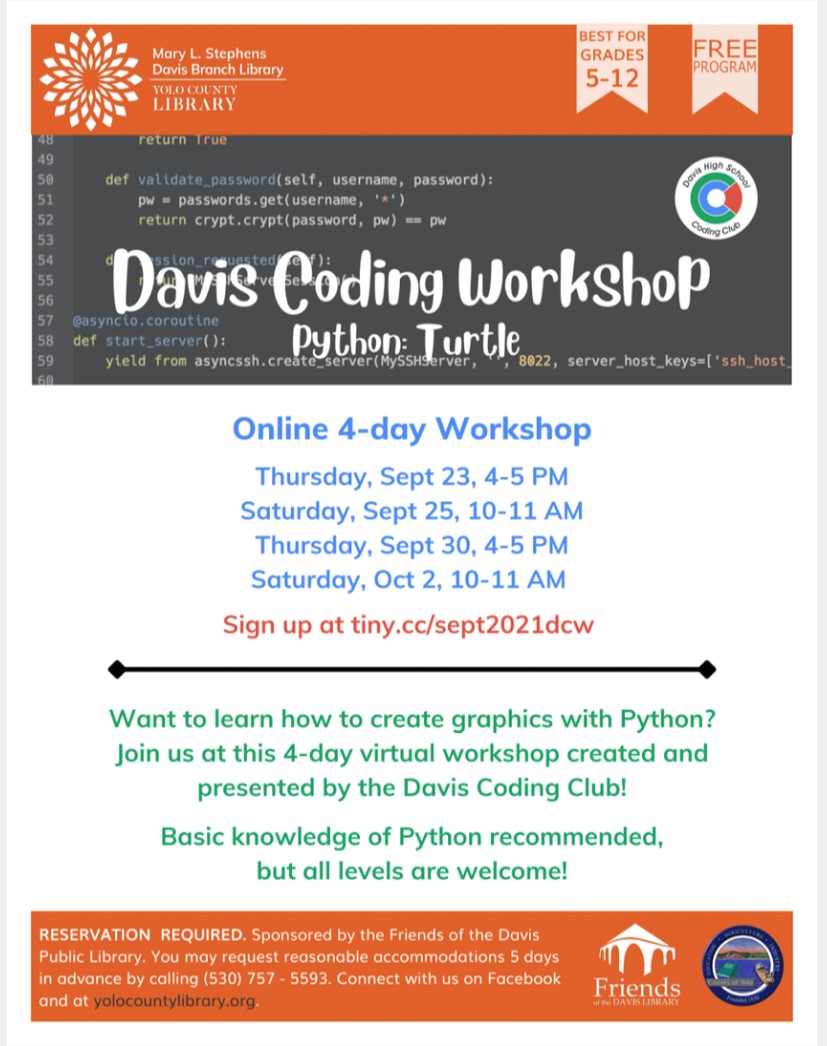 Mary L. Stephens
Davis Branch Library
YOLO COUNTY
LIBRARY
BEST FOR
GRADES
5-12
FREE
PROGRAM
48 return True
49
50 def validate_password(self, username, password):
51 pw = passwords.get(username, '*')
52 return crypt.crypt(password, pw) == pw
53
54
55
56
57 @asyncio.coroutine
58 def start_server():
59 yield from asyncssh.create_server(MySSHServer, '', 8022, server_host_keys=['ssh_host_
60
Davis High School
Coding Club
Davis Coding Workshop
Python: Turtle
Online 4-day Workshop
Thursday, Sept 23, 4-5 PM
Saturday, Sept 25, 10-11 AM
Thursday, Sept 30, 4-5 PM
Saturday, Oct 2, 10-11 AM
Sign up at tiny.cc/sept2021dcw
Want to learn how to create graphics with Python?
Join us at this 4-day virtual workshop created and
presented by the Davis Coding Club!
Basic knowledge of Python recommended,
but all levels are welcome!
RESERVATION REQUIRED. Sponsored by the Friends of the Davis
Public Library. You may request reasonable accommodations 5 days
in advance by calling (530) 757 - 5593. Connect with us on Facebook
and at yolocountylibrary.org.
Friends
of the DAVIS LIBRARY
County of Yolo